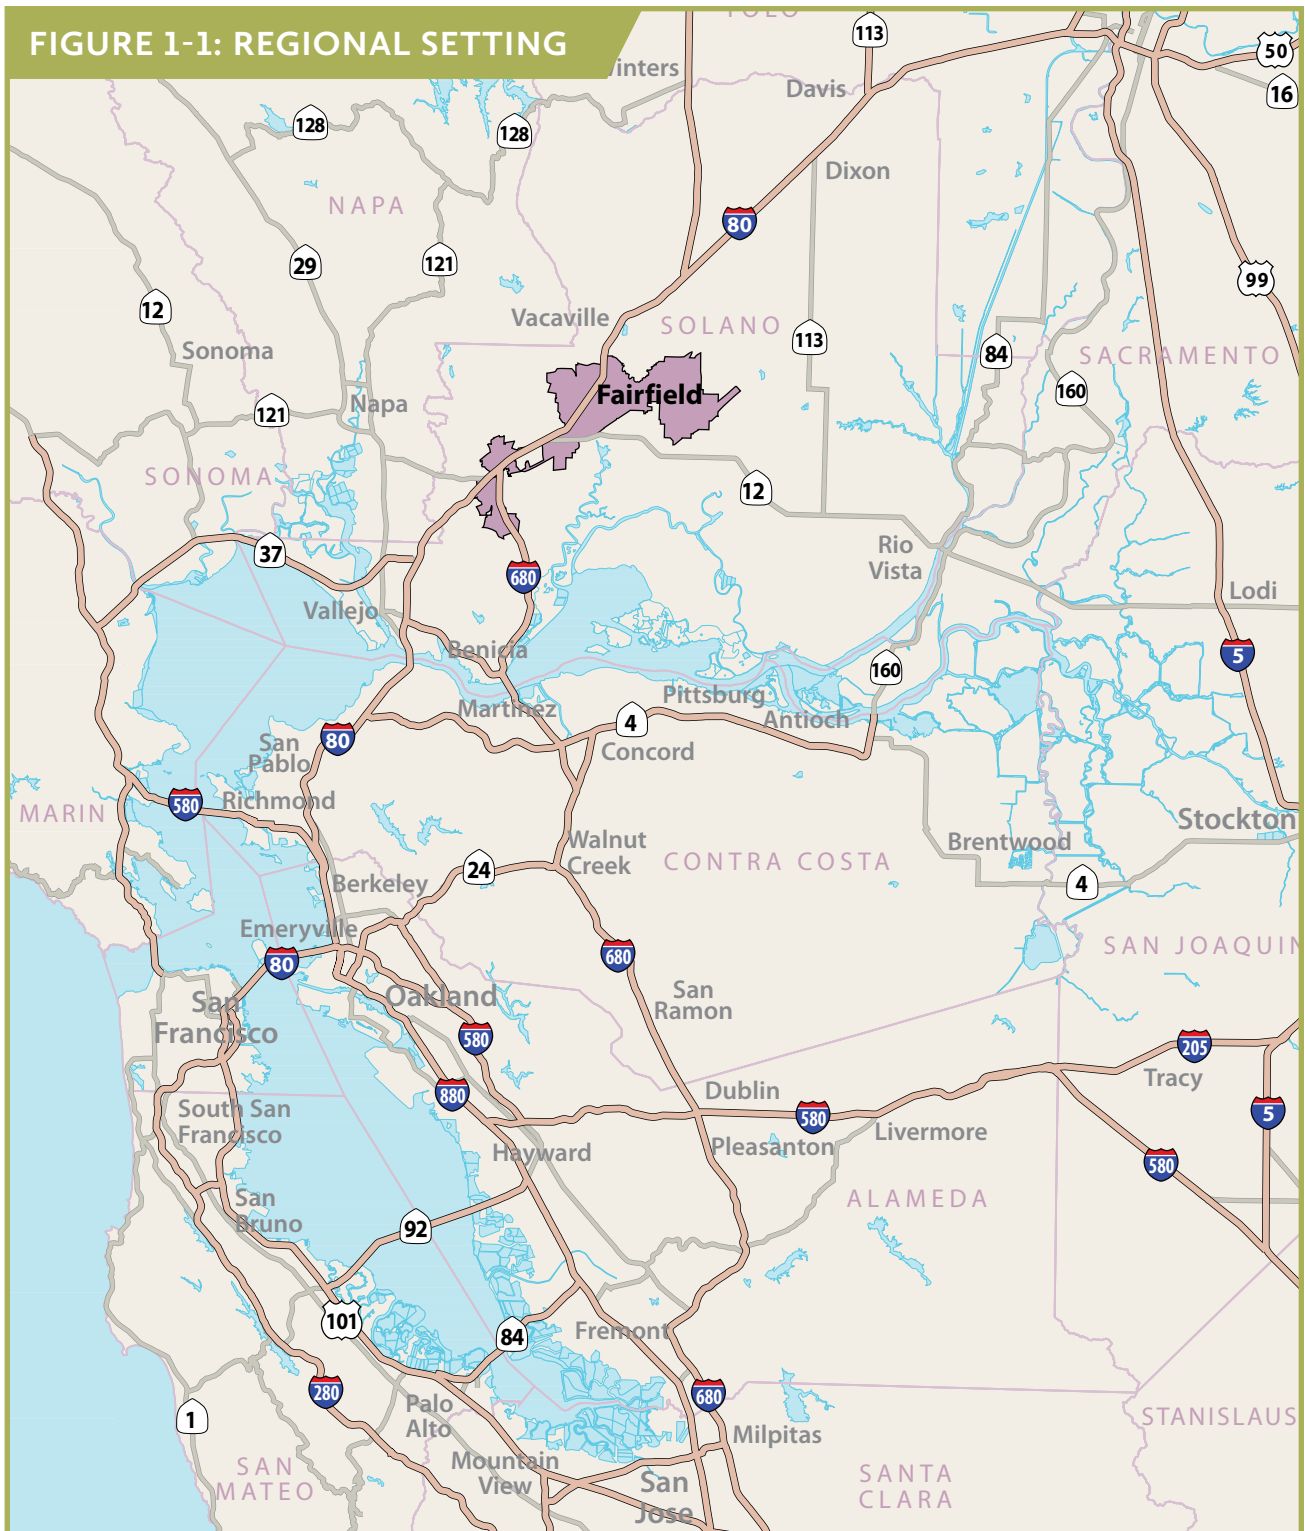 FIGURE 1-1: REGIONAL SETTING
YOLO
113
50
Winters
Davis
16
128
128
Dixon
NAPA
80
29
121
99
12
Vacaville
SOLANO
113
Sonoma
84
SACRAMENTO
160
Fairfield
121
Napa
SONOMA
12
37
Rio
Vista
680
Lodi
Vallejo
Benicia
5
160
Pittsburg
Martinez
4
Antioch
80
San
Pablo
Concord
580
Richmond
MARIN
Stockton
Walnut
Creek
Brentwood
CONTRA COSTA
24
4
Berkeley
Emeryville
680
80
SAN JOAQUIN
Oakland
San
Ramon
San
Francisco
580
205
Tracy
880
Dublin
580
5
South San
Francisco
Pleasanton
Livermore
Hayward
580
San
Bruno
ALAMEDA
92
101
84
Fremont
280
680
Palo
Alto
1
STANISLAUS
Milpitas
Mountain
View
SAN
MATEO
San
Jose
SANTA
CLARA